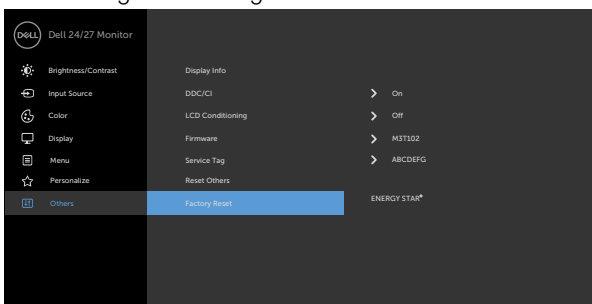 DELL Dell 24/27 Monitor
Brightness/Contrast Display Info
Input Source DDC/CI On
Color LCD Conditioning Off
Display Firmware M3T102
Menu Service Tag ABCDEFG
Personalize Reset Others
Others Factory Reset ENERGY STAR®